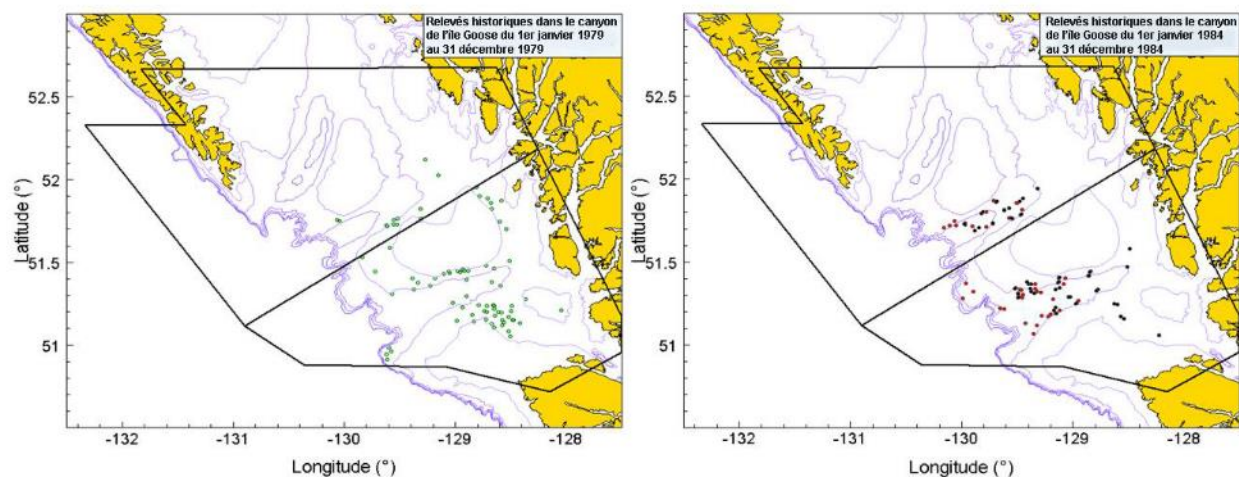 Relevés historiques dans le canyon
de l'île Goose du 1er janvier 1979
au 31 décembre 1979
52.5
52
51.5
51
Latitude (°)
-132
-131
-130
-129
-128
Longitude (°)
Relevés historiques dans le canyon
de l'île Goose du 1er janvier 1984
au 31 décembre 1984
52.5
52
51.5
51
Latitude (°)
-132
-131
-130
-129
-128
Longitude (°)